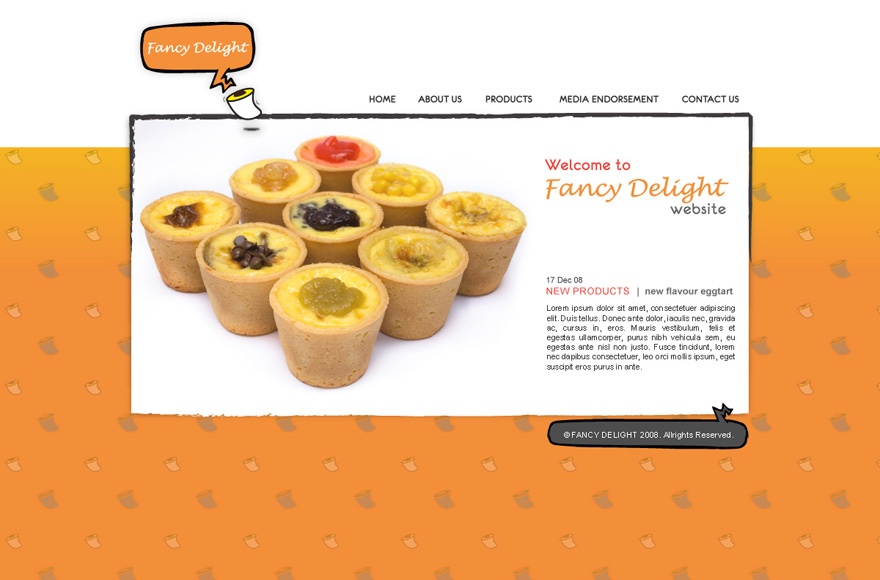 Fancy Delight
HOME ABOUT US PRODUCTS MEDIA ENDORSEMENT CONTACT US
Welcome to
Fancy Delight
website
17 Dec 08
NEW PRODUCTS | new flavour eggtart
Lorem ipsum dolor sit amet, consectetuer adipiscing
elit. Duis tellus. Donec ante dolor, iaculis nec, gravida
ac, cursus in, eros. Mauris vestibulum, felis et
egestas ullamcorper, purus nibh vehicula sem, eu
egestas ante nisl non justo. Fusce tincidunt, lorem
nec dapibus consectetuer, leo orci mollis ipsum, eget
suscipit eros purus in ante.
© FANCY DELIGHT 2008. Allrights Reserved.